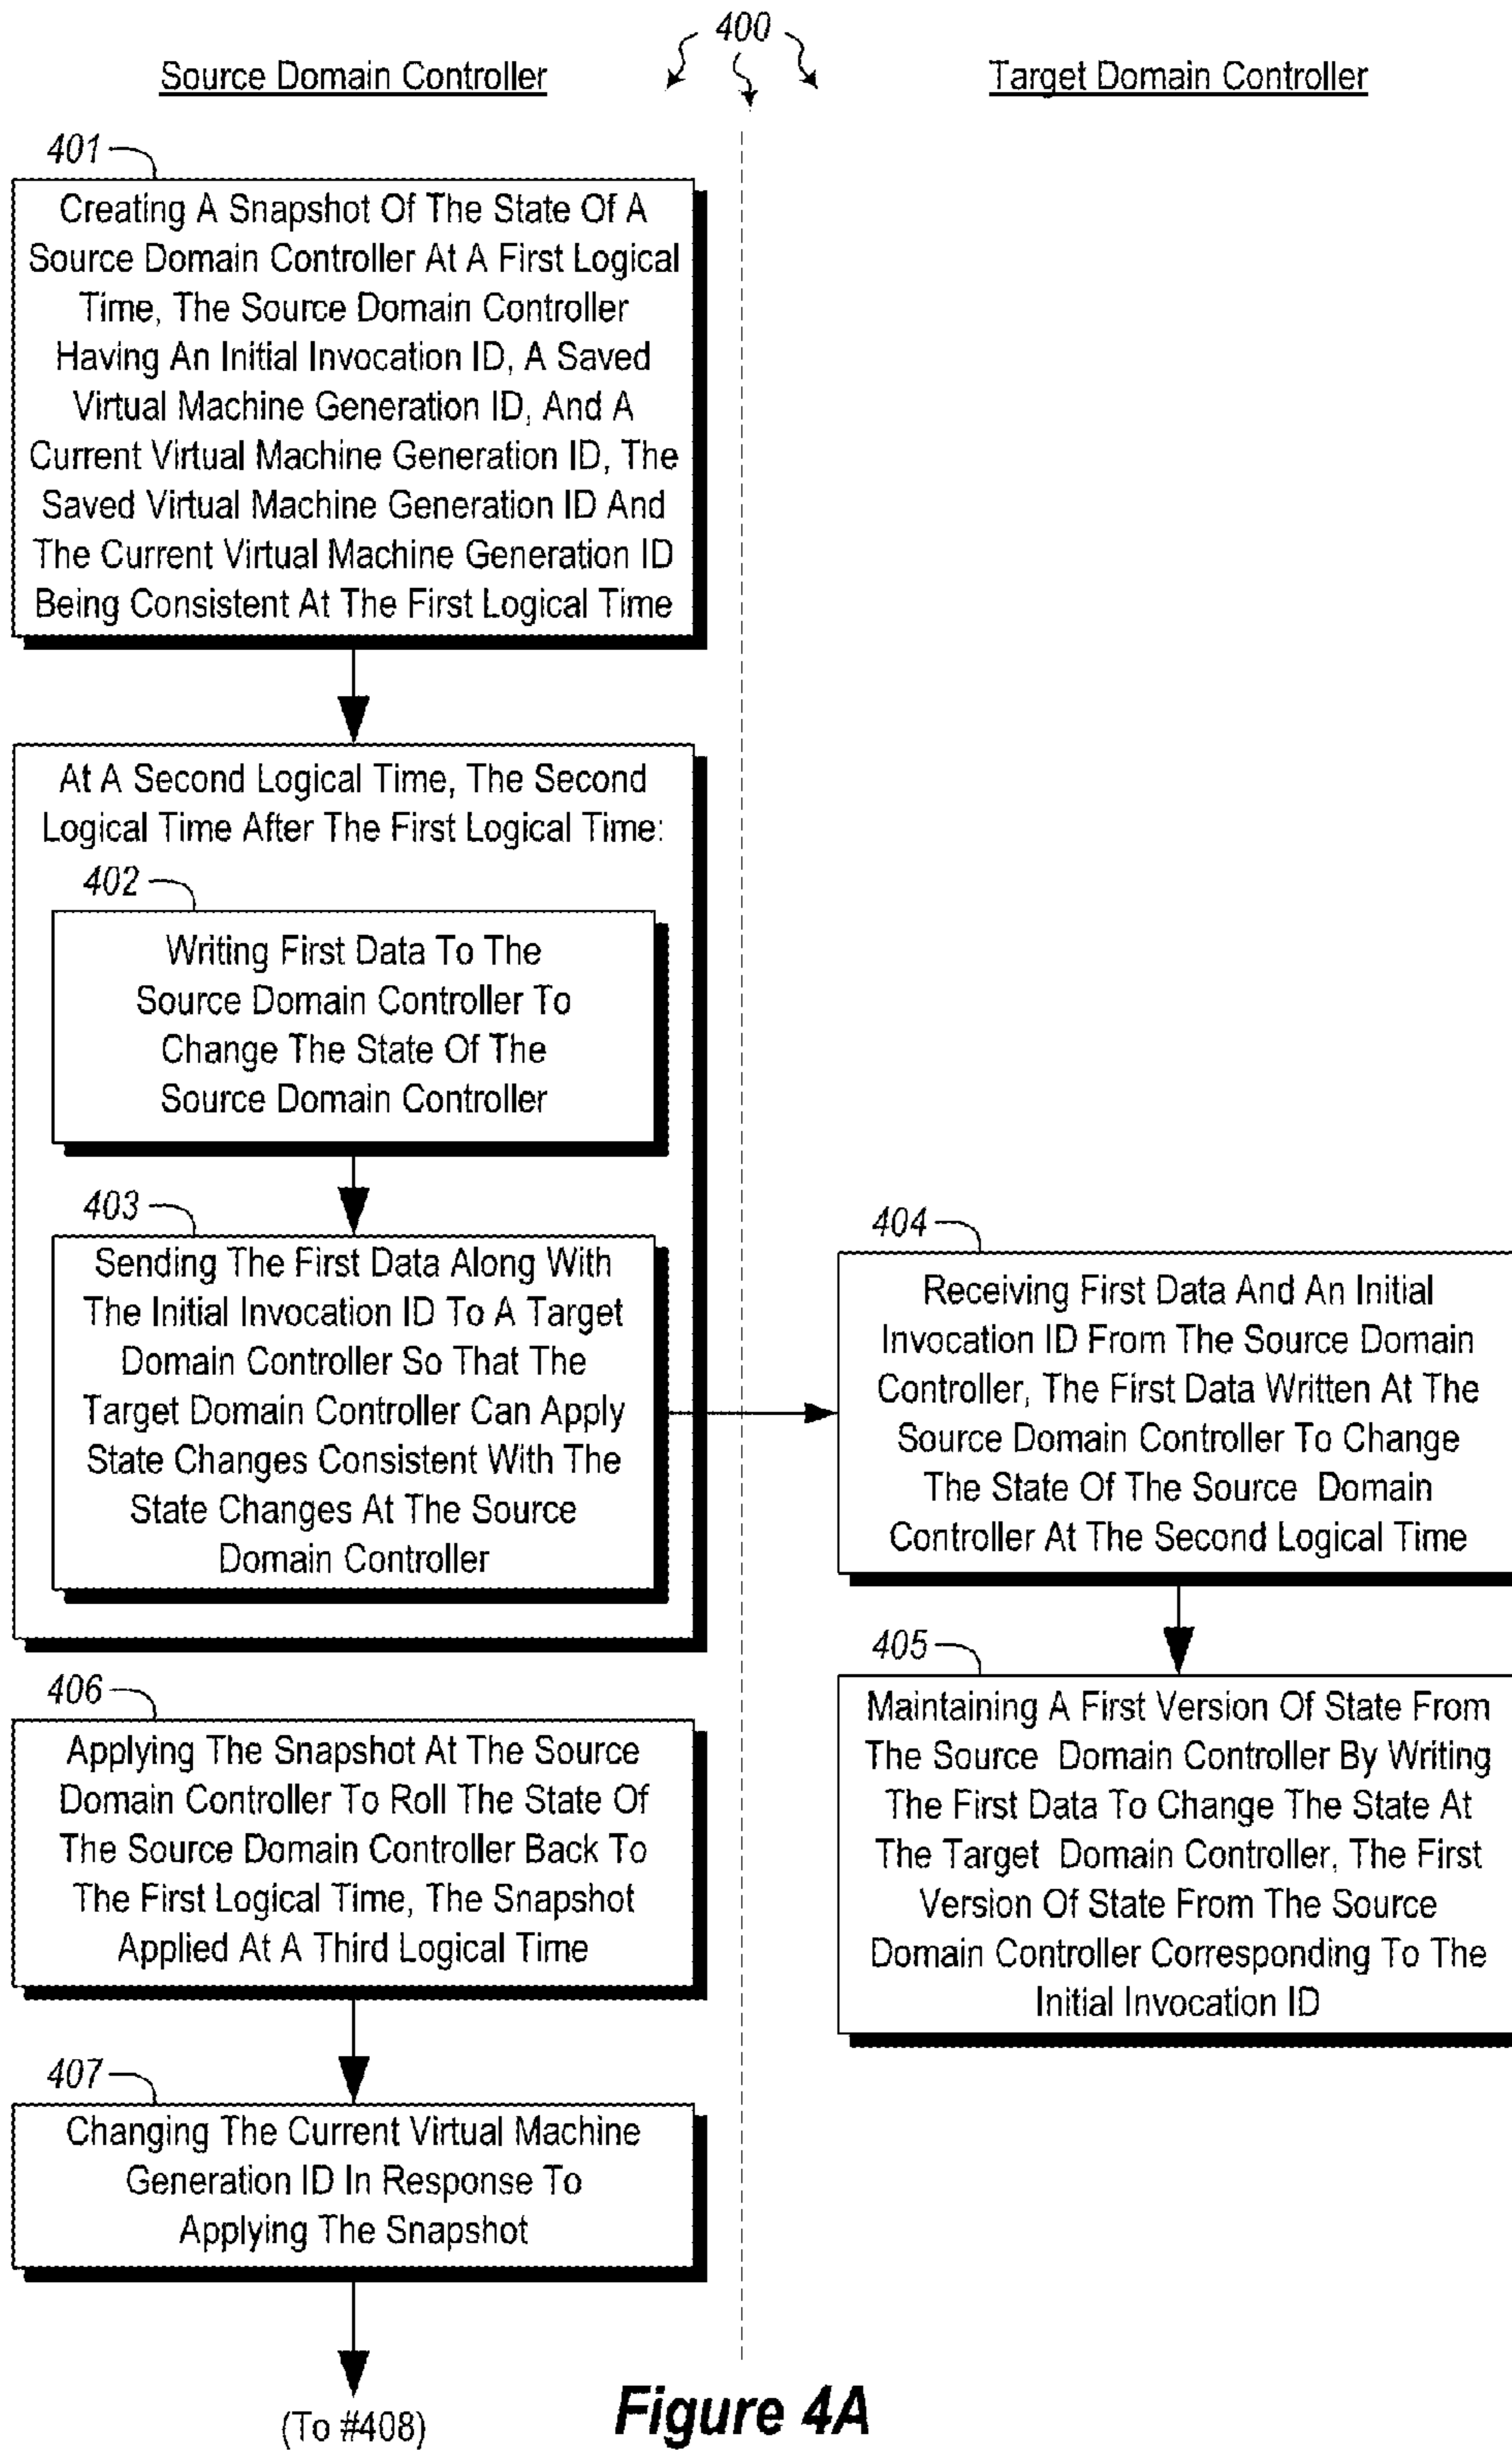 400
Source Domain Controller
Target Domain Controller
401
Creating A Snapshot Of The State Of A
Source Domain Controller At A First Logical
Time, The Source Domain Controller
Having An Initial Invocation ID, A Saved
Virtual Machine Generation ID, And A
Current Virtual Machine Generation ID, The
Saved Virtual Machine Generation ID And
The Current Virtual Machine Generation ID
Being Consistent At The First Logical Time
At A Second Logical Time, The Second
Logical Time After The First Logical Time:
402
Writing First Data To The
Source Domain Controller To
Change The State Of The
Source Domain Controller
403
Sending The First Data Along With
The Initial Invocation ID To A Target
Domain Controller So That The
Target Domain Controller Can Apply
State Changes Consistent With The
State Changes At The Source
Domain Controller
404
Receiving First Data And An Initial
Invocation ID From The Source Domain
Controller, The First Data Written At The
Source Domain Controller To Change
The State Of The Source Domain
Controller At The Second Logical Time
405
Maintaining A First Version Of State From
The Source Domain Controller By Writing
The First Data To Change The State At
The Target Domain Controller, The First
Version Of State From The Source
Domain Controller Corresponding To The
Initial Invocation ID
406
Applying The Snapshot At The Source
Domain Controller To Roll The State Of
The Source Domain Controller Back To
The First Logical Time, The Snapshot
Applied At A Third Logical Time
407
Changing The Current Virtual Machine
Generation ID In Response To
Applying The Snapshot
(To #408)
Figure 4A